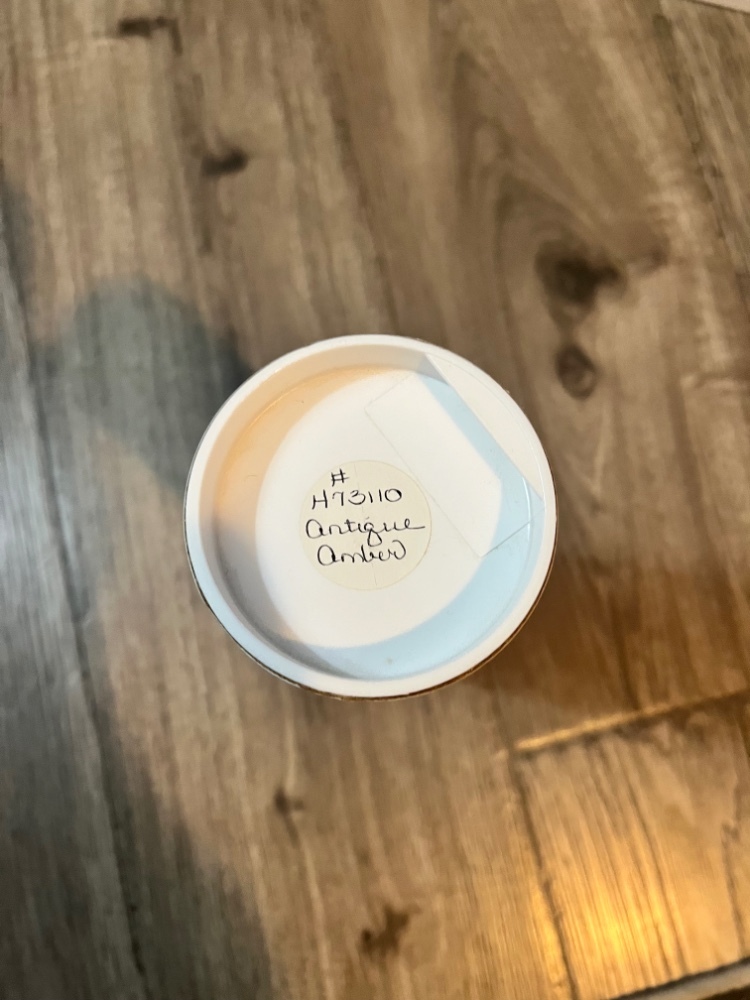 #
H73110
Antique
Amber